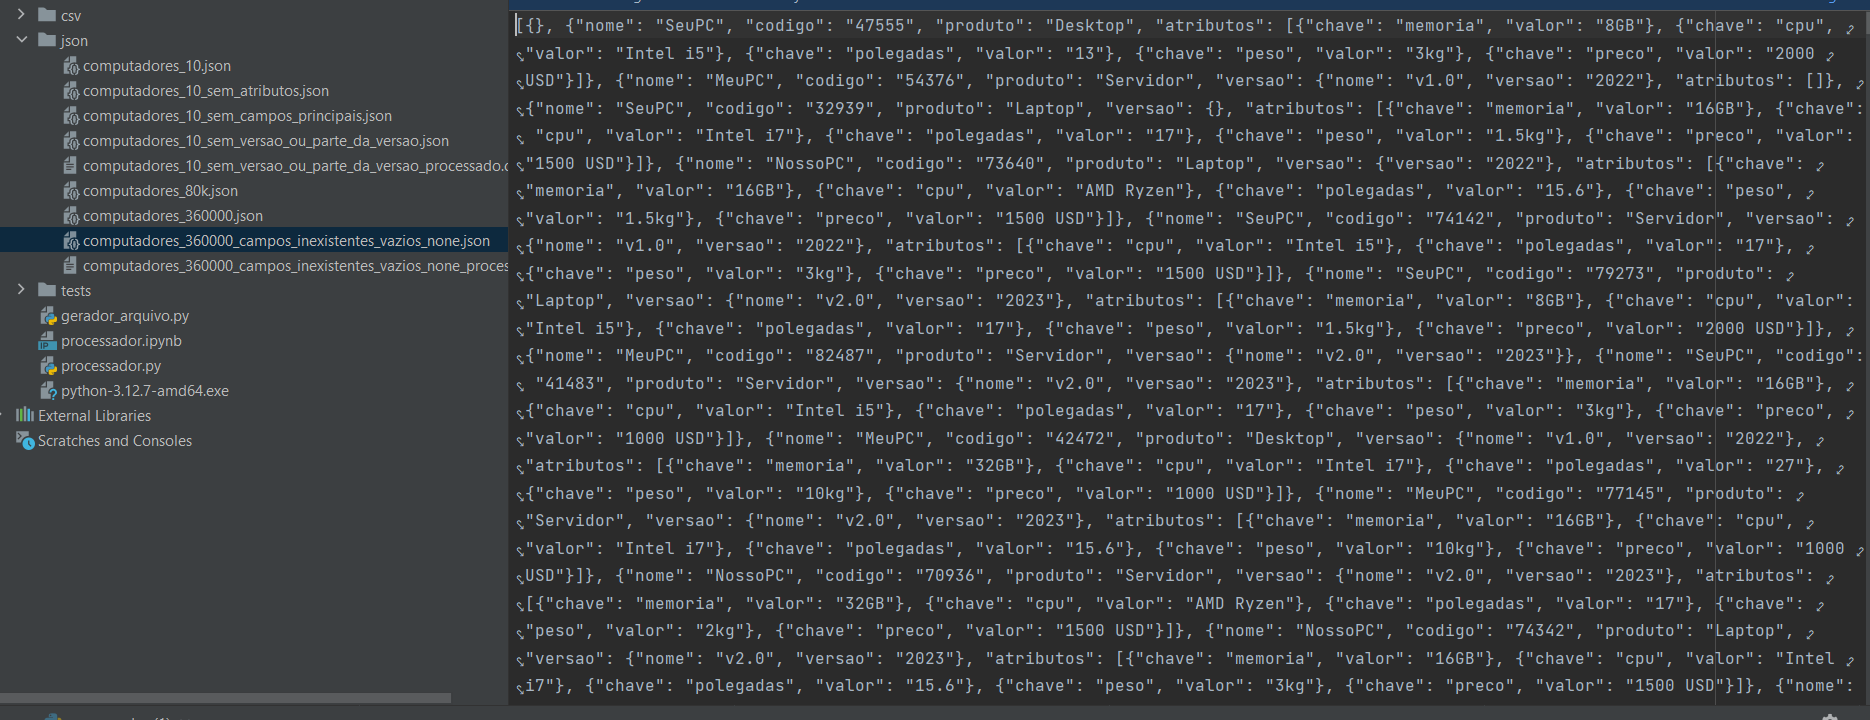 csv
json
computadores_10.json
computadores_10_sem_atributos.json
computadores_10_sem_campos_principais.json
computadores_10_sem_versao_ou_parte_da_versao.json
computadores_10_sem_versao_ou_parte_da_versao_processado.c
computadores_80k.json
computadores_360000.json
computadores_360000_campos_inexistentes_vazios_none.json
computadores_360000_campos_inexistentes_vazios_none_proces
tests
gerador_arquivo.py
processador.ipynb
processador.py
python-3.12.7-amd64.exe
External Libraries
Scratches and Consoles
[{}, {"nome": "SeuPC", "codigo": "47555", "produto": "Desktop", "atributos": [{"chave": "memoria", "valor": "8GB"}, {"chave": "cpu",
"valor": "Intel i5"}, {"chave": "polegadas", "valor": "13"}, {"chave": "peso", "valor": "3kg"}, {"chave": "preco", "valor": "2000
USD"}]}, {"nome": "MeuPC", "codigo": "54376", "produto": "Servidor", "versao": {"nome": "v1.0", "versao": "2022"}, "atributos": []},
{"nome": "SeuPC", "codigo": "32939", "produto": "Laptop", "versao": {}, "atributos": [{"chave": "memoria", "valor": "16GB"}, {"chave":
"cpu", "valor": "Intel i7"}, {"chave": "polegadas", "valor": "17"}, {"chave": "peso", "valor": "1.5kg"}, {"chave": "preco", "valor":
"1500 USD"}]}, {"nome": "NossoPC", "codigo": "73640", "produto": "Laptop", "versao": {"versao": "2022"}, "atributos": [{"chave":
"memoria", "valor": "16GB"}, {"chave": "cpu", "valor": "AMD Ryzen"}, {"chave": "polegadas", "valor": "15.6"}, {"chave": "peso",
"valor": "1.5kg"}, {"chave": "preco", "valor": "1500 USD"}]}, {"nome": "SeuPC", "codigo": "74142", "produto": "Servidor", "versao":
{"nome": "v1.0", "versao": "2022"}, "atributos": [{"chave": "cpu", "valor": "Intel i5"}, {"chave": "polegadas", "valor": "17"},
{"chave": "peso", "valor": "3kg"}, {"chave": "preco", "valor": "1500 USD"}]}, {"nome": "SeuPC", "codigo": "79273", "produto":
"Laptop", "versao": {"nome": "v2.0", "versao": "2023"}, "atributos": [{"chave": "memoria", "valor": "8GB"}, {"chave": "cpu", "valor":
"Intel i5"}, {"chave": "polegadas", "valor": "17"}, {"chave": "peso", "valor": "1.5kg"}, {"chave": "preco", "valor": "2000 USD"}]},
{"nome": "MeuPC", "codigo": "82487", "produto": "Servidor", "versao": {"nome": "v2.0", "versao": "2023"}}, {"nome": "SeuPC", "codigo":
"41483", "produto": "Servidor", "versao": {"nome": "v2.0", "versao": "2023"}, "atributos": [{"chave": "memoria", "valor": "16GB"},
{"chave": "cpu", "valor": "Intel i5"}, {"chave": "polegadas", "valor": "17"}, {"chave": "peso", "valor": "3kg"}, {"chave": "preco",
"valor": "1000 USD"}]}, {"nome": "MeuPC", "codigo": "42472", "produto": "Desktop", "versao": {"nome": "v1.0", "versao": "2022"},
"atributos": [{"chave": "memoria", "valor": "32GB"}, {"chave": "cpu", "valor": "Intel i7"}, {"chave": "polegadas", "valor": "27"},
{"chave": "peso", "valor": "10kg"}, {"chave": "preco", "valor": "1000 USD"}]}, {"nome": "MeuPC", "codigo": "77145", "produto":
"Servidor", "versao": {"nome": "v2.0", "versao": "2023"}, "atributos": [{"chave": "memoria", "valor": "16GB"}, {"chave": "cpu",
"valor": "Intel i7"}, {"chave": "polegadas", "valor": "15.6"}, {"chave": "peso", "valor": "10kg"}, {"chave": "preco", "valor": "1000
USD"}]}, {"nome": "NossoPC", "codigo": "70936", "produto": "Servidor", "versao": {"nome": "v2.0", "versao": "2023"}, "atributos":
[{"chave": "memoria", "valor": "32GB"}, {"chave": "cpu", "valor": "AMD Ryzen"}, {"chave": "polegadas", "valor": "17"}, {"chave":
"peso", "valor": "2kg"}, {"chave": "preco", "valor": "1500 USD"}]}, {"nome": "NossoPC", "codigo": "74342", "produto": "Laptop",
"versao": {"nome": "v2.0", "versao": "2023"}, "atributos": [{"chave": "memoria", "valor": "16GB"}, {"chave": "cpu", "valor": "Intel
i7"}, {"chave": "polegadas", "valor": "15.6"}, {"chave": "peso", "valor": "3kg"}, {"chave": "preco", "valor": "1500 USD"}]}, {"nome":